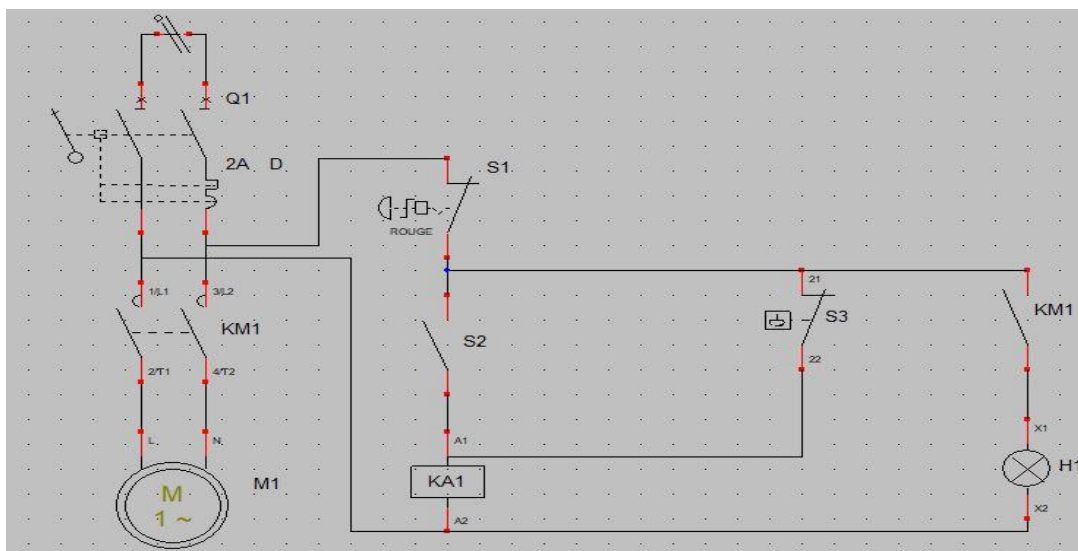 Q1
2A D
S1
ROUGE
1/L1 3/L2
21
KM1
S3
KM1
S2
2/T1 4/T2
22
X1
L N
A1
H1
M1
KA1
M
1 ~
A2
X2